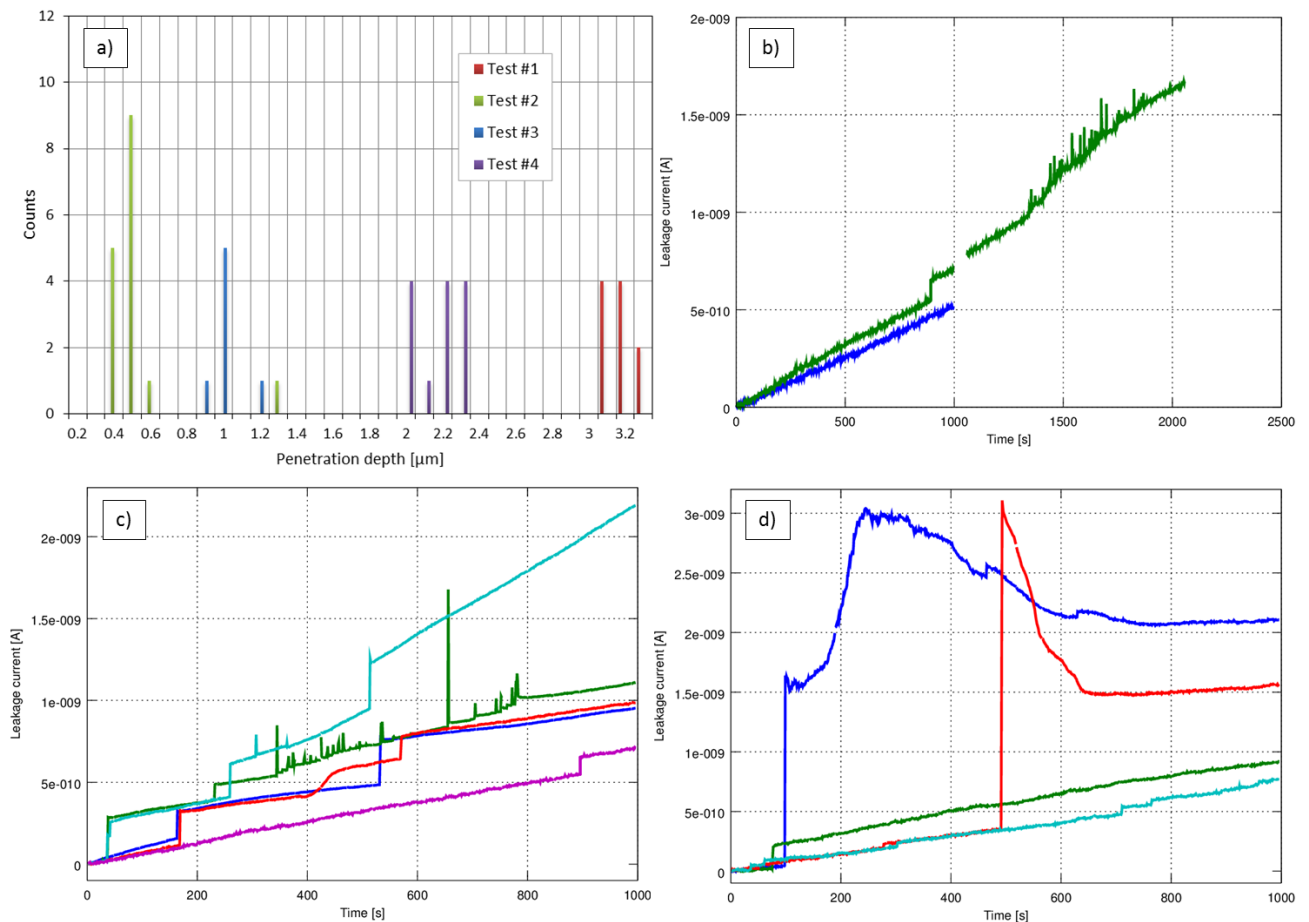 a)
12
10
8
6
4
2
0
Counts
Test #1
Test #2
Test #3
Test #4
0.2 0.4 0.6 0.8 1 1.2 1.4 1.6 1.8 2 2.2 2.4 2.6 2.8 3 3.2
Penetration depth [µm]
b)
2e-009
1.5e-009
1e-009
5e-010
0
Leakage current [A]
0 500 1000 1500 2000 2500
Time [s]
c)
2e-009
1.5e-009
1e-009
5e-010
0
Leakage current [A]
0 200 400 600 800 1000
Time [s]
d)
3e-009
2.5e-009
2e-009
1.5e-009
1e-009
5e-010
0
Leakage current [A]
0 200 400 600 800 1000
Time [s]